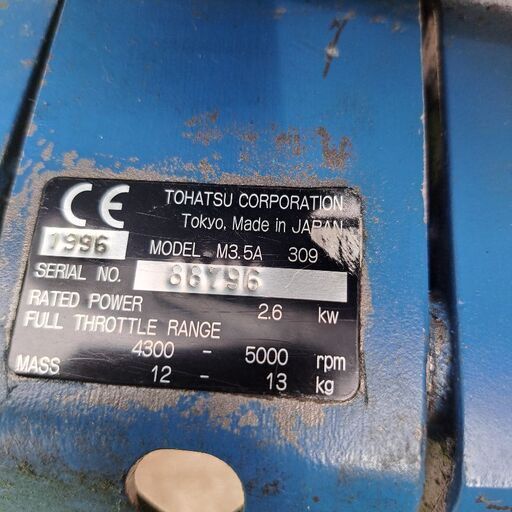 CE TOHATSU CORPORATION
Tokyo, Made in JAPAN
1996 MODEL M3.5A 309
SERIAL NO. 88796
RATED POWER 2.6 kw
FULL THROTTLE RANGE
4300 - 5000 rpm
MASS 12 - 13 kg